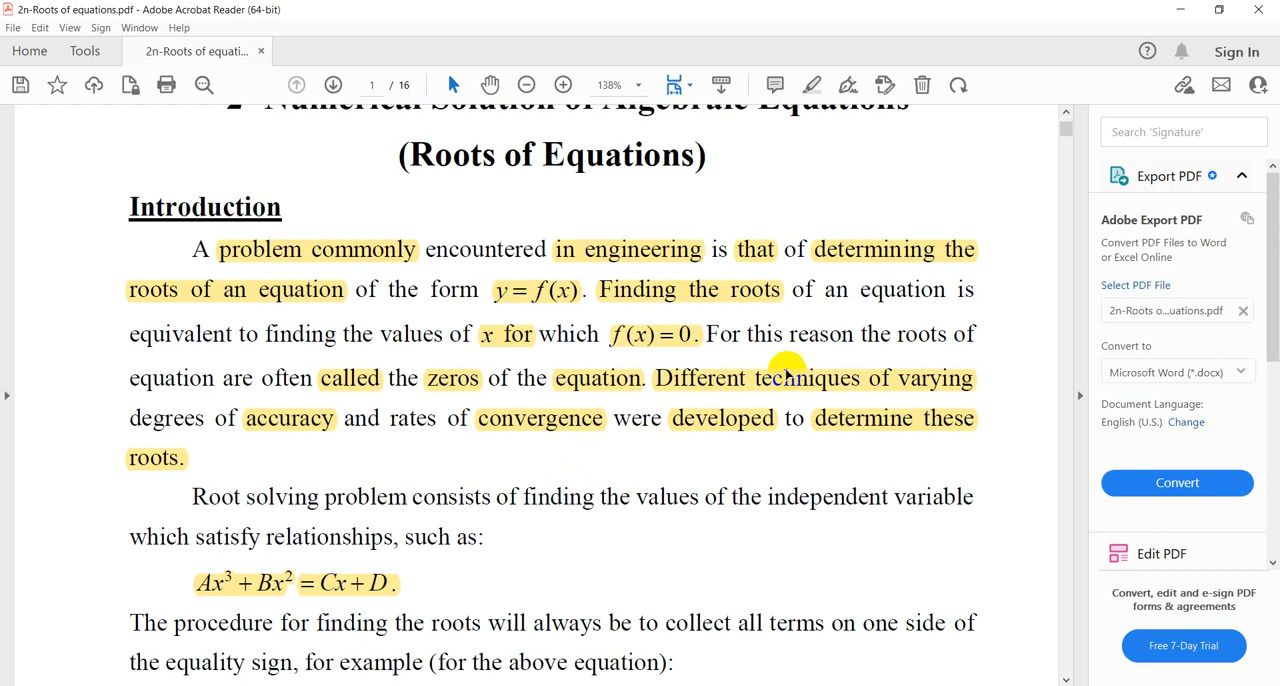 2n-Roots of equations.pdf - Adobe Acrobat Reader (64-bit)
File Edit View Sign Window Help
Home Tools 2n-Roots of equati... × Sign In
1 / 16 138%
2- Numerical Solution of Algebraic Equations
(Roots of Equations)
Introduction
A problem commonly encountered in engineering is that of determining the
roots of an equation of the form y = f(x). Finding the roots of an equation is
equivalent to finding the values of x for which f(x) = 0. For this reason the roots of
equation are often called the zeros of the equation. Different techniques of varying
degrees of accuracy and rates of convergence were developed to determine these
roots.
Root solving problem consists of finding the values of the independent variable
which satisfy relationships, such as:
Ax³ + Bx² = Cx + D.
The procedure for finding the roots will always be to collect all terms on one side of
the equality sign, for example (for the above equation):
Search 'Signature'
Export PDF
Adobe Export PDF
Convert PDF Files to Word
or Excel Online
Select PDF File
2n-Roots o...uations.pdf
Convert to
Microsoft Word (*.docx)
Document Language:
English (U.S.) Change
Convert
Edit PDF
Convert, edit and e-sign PDF
forms & agreements
Free 7-Day Trial